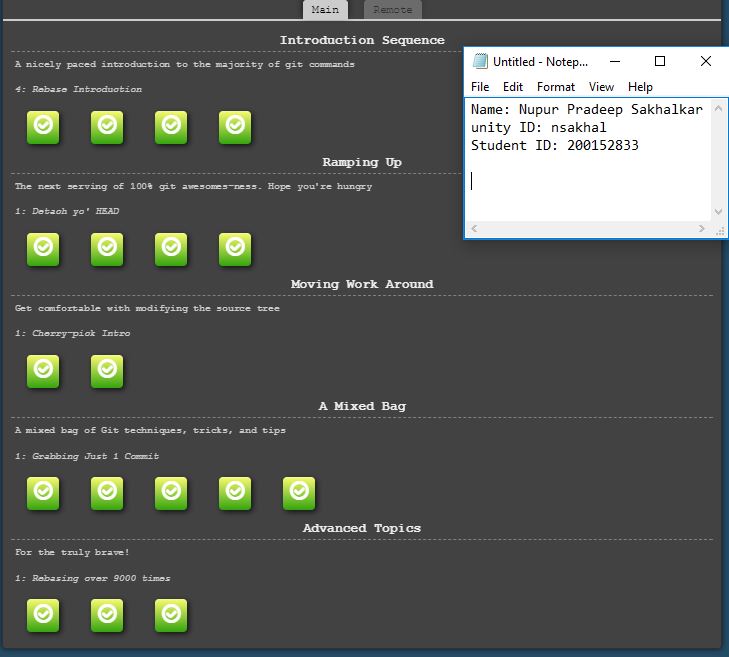 Main
Remote
Introduction Sequence
A nicely paced introduction to the majority of git commands
4: Rebase Introduction
Ramping Up
The next serving of 100% git awesomes-ness. Hope you're hungry
1: Detach yo' HEAD
Moving Work Around
Get comfortable with modifying the source tree
1: Cherry-pick Intro
A Mixed Bag
A mixed bag of Git techniques, tricks, and tips
1: Grabbing Just 1 Commit
Advanced Topics
For the truly brave!
1: Rebasing over 9000 times
Untitled - Notep...
File Edit Format View Help
Name: Nupur Pradeep Sakhalkar
unity ID: nsakhal
Student ID: 200152833